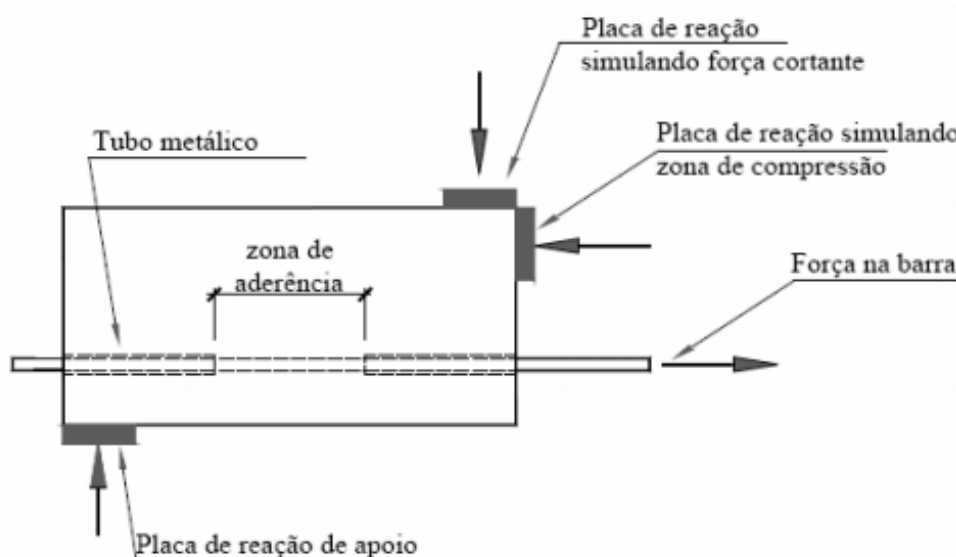 Placa de reação
simulando força cortante
Tubo metálico
Placa de reação simulando
zona de compressão
zona de
aderência
Força na barra
Placa de reação de apoio